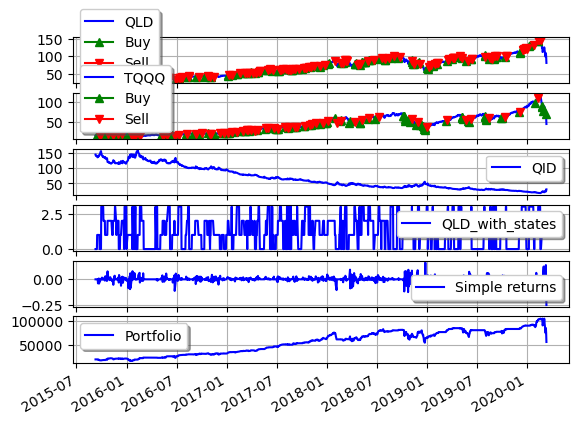 QLD
Buy
Sell
150
100
50
TQQQ
Buy
Sell
100
50
QID
150
100
50
QLD_with_states
2.5
0.0
Simple returns
0.00
−0.25
Portfolio
100000
50000
2015-07
2016-01
2016-07
2017-01
2017-07
2018-01
2018-07
2019-01
2019-07
2020-01